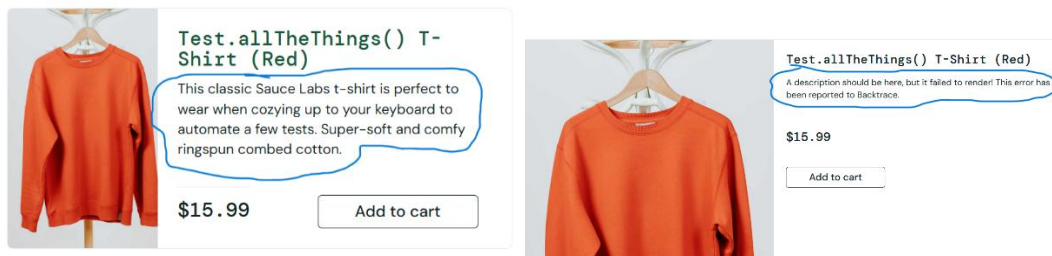 Test.allTheThings() T-
Shirt (Red)
This classic Sauce Labs t-shirt is perfect to
wear when cozying up to your keyboard to
automate a few tests. Super-soft and comfy
ringspun combed cotton.
$15.99
Add to cart
Test.allTheThings() T-Shirt (Red)
A description should be here, but it failed to render! This error has
been reported to Backtrace.
$15.99
Add to cart